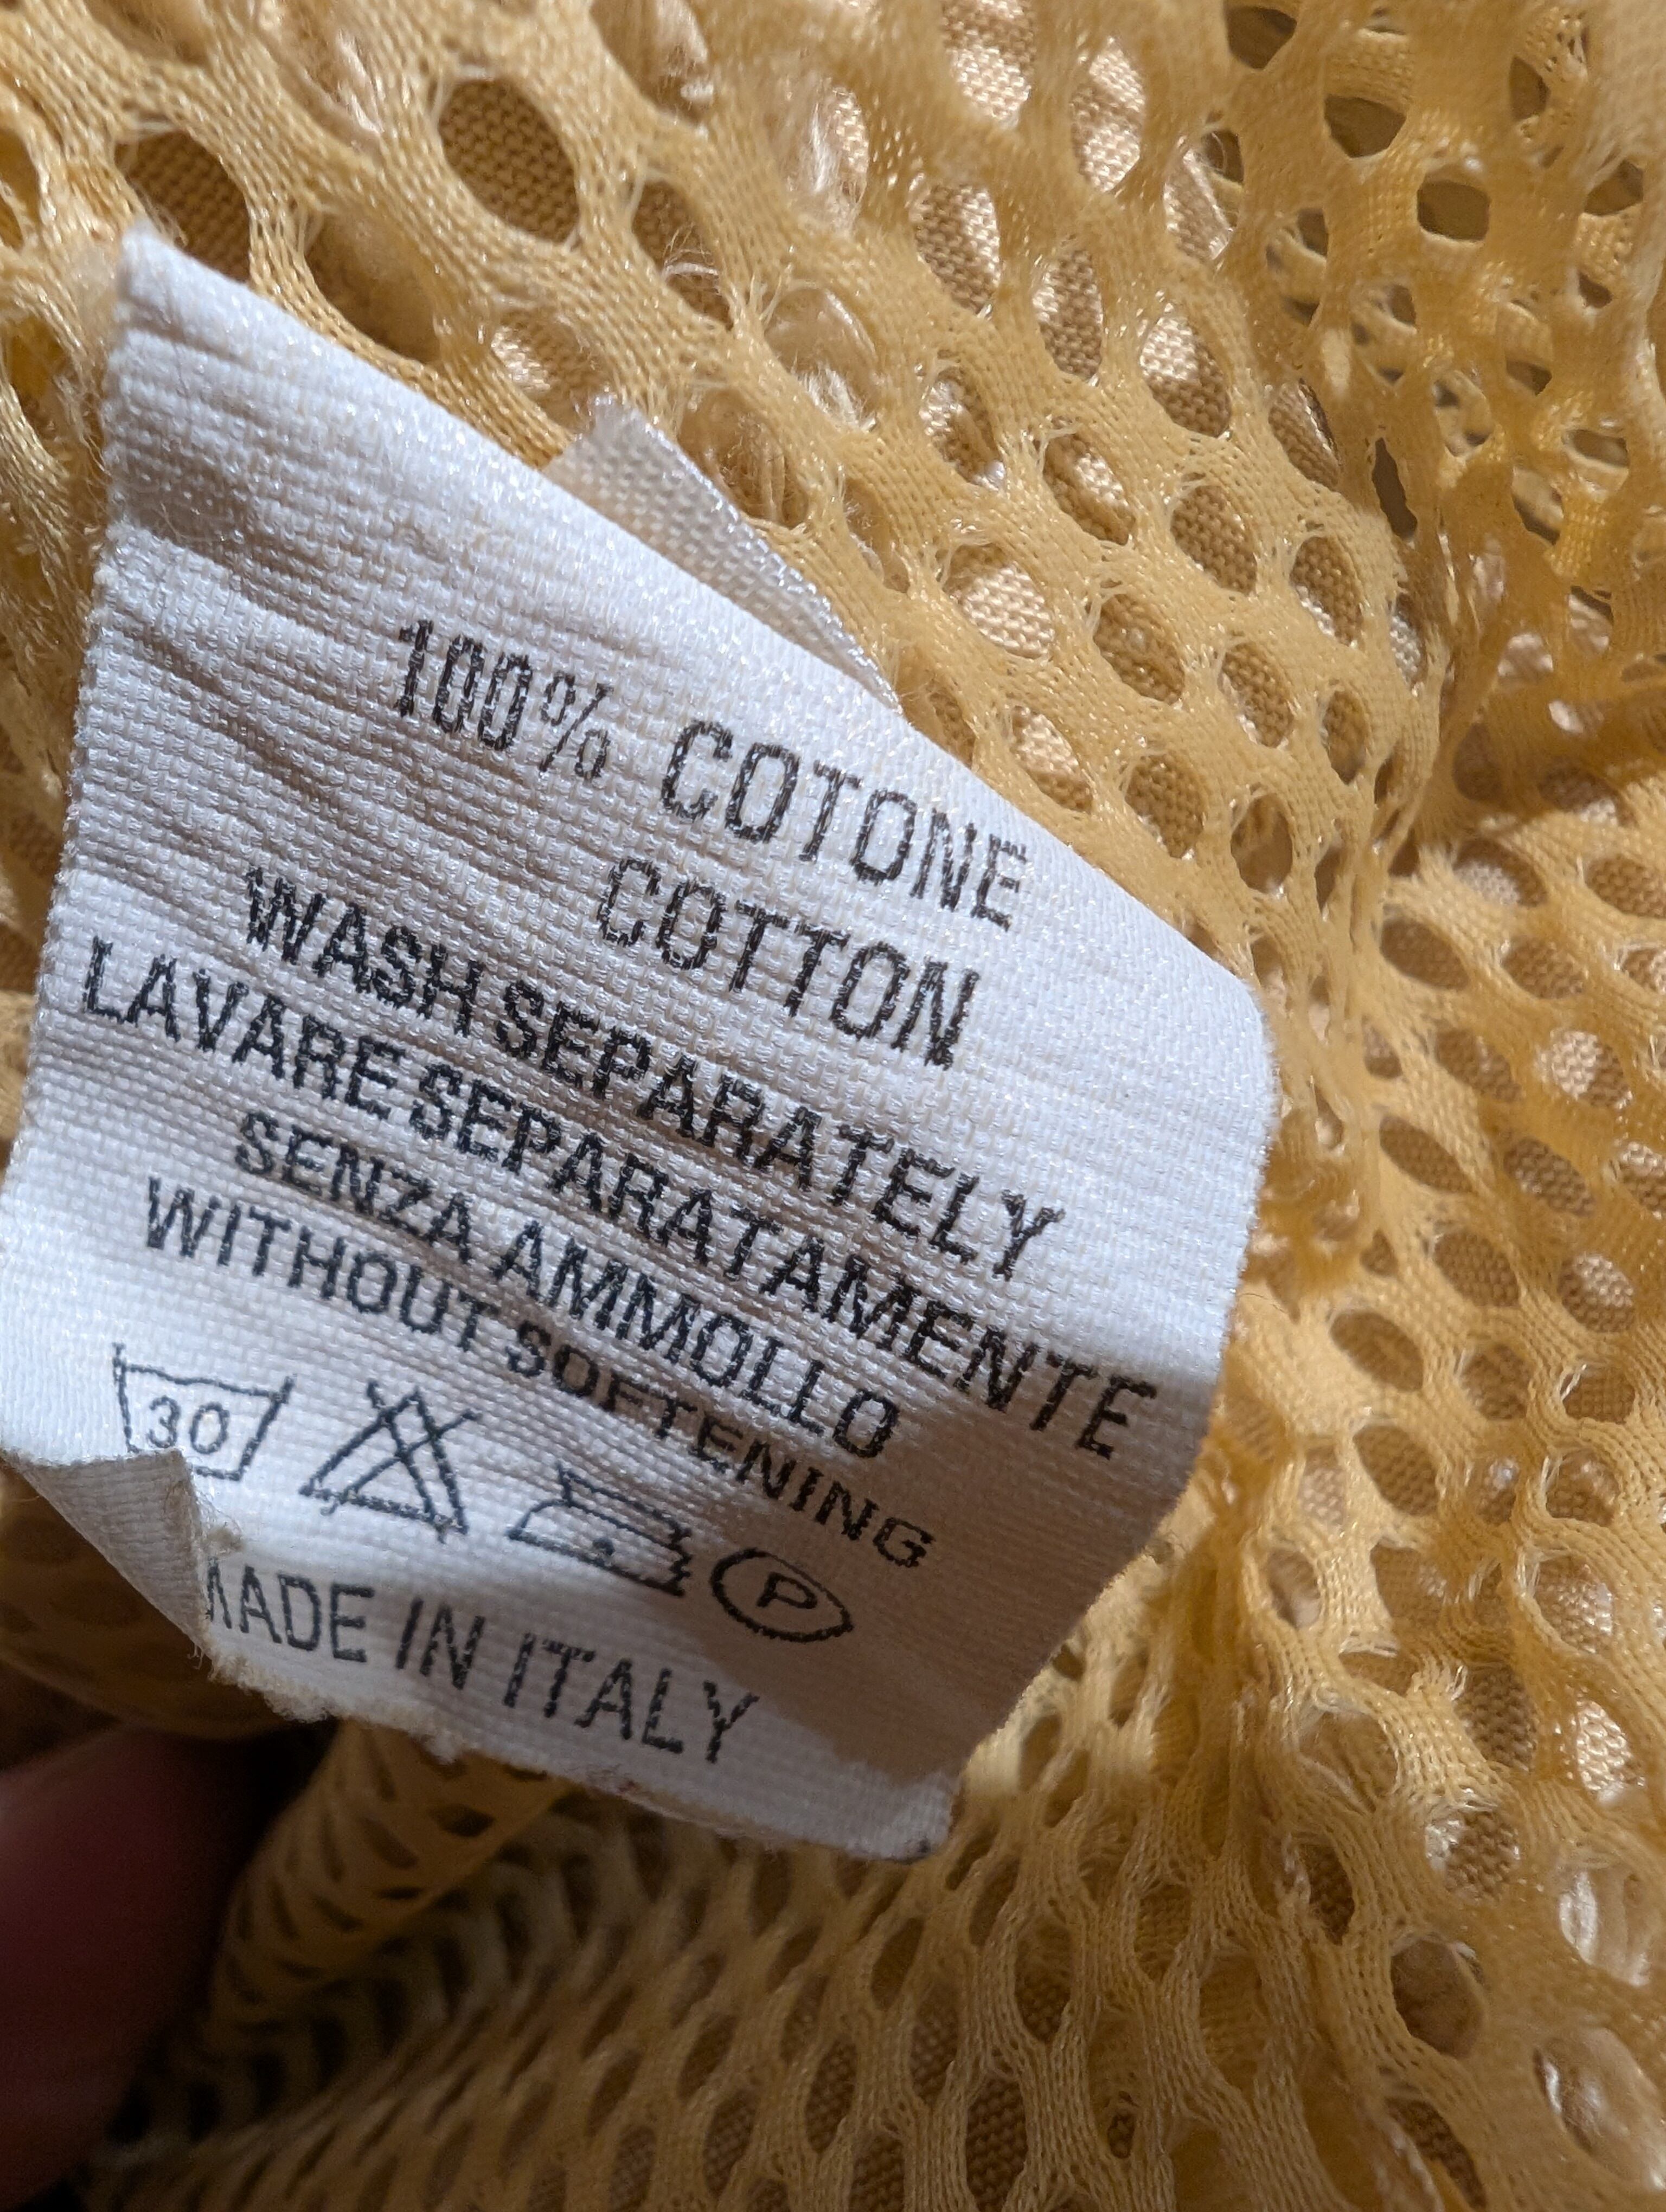 100% COTONE
COTTON
WASH SEPARATELY
LAVARE SEPARATAMENTE
SENZA AMMOLLO
WITHOUT SOFTENING
30 P
MADE IN ITALY